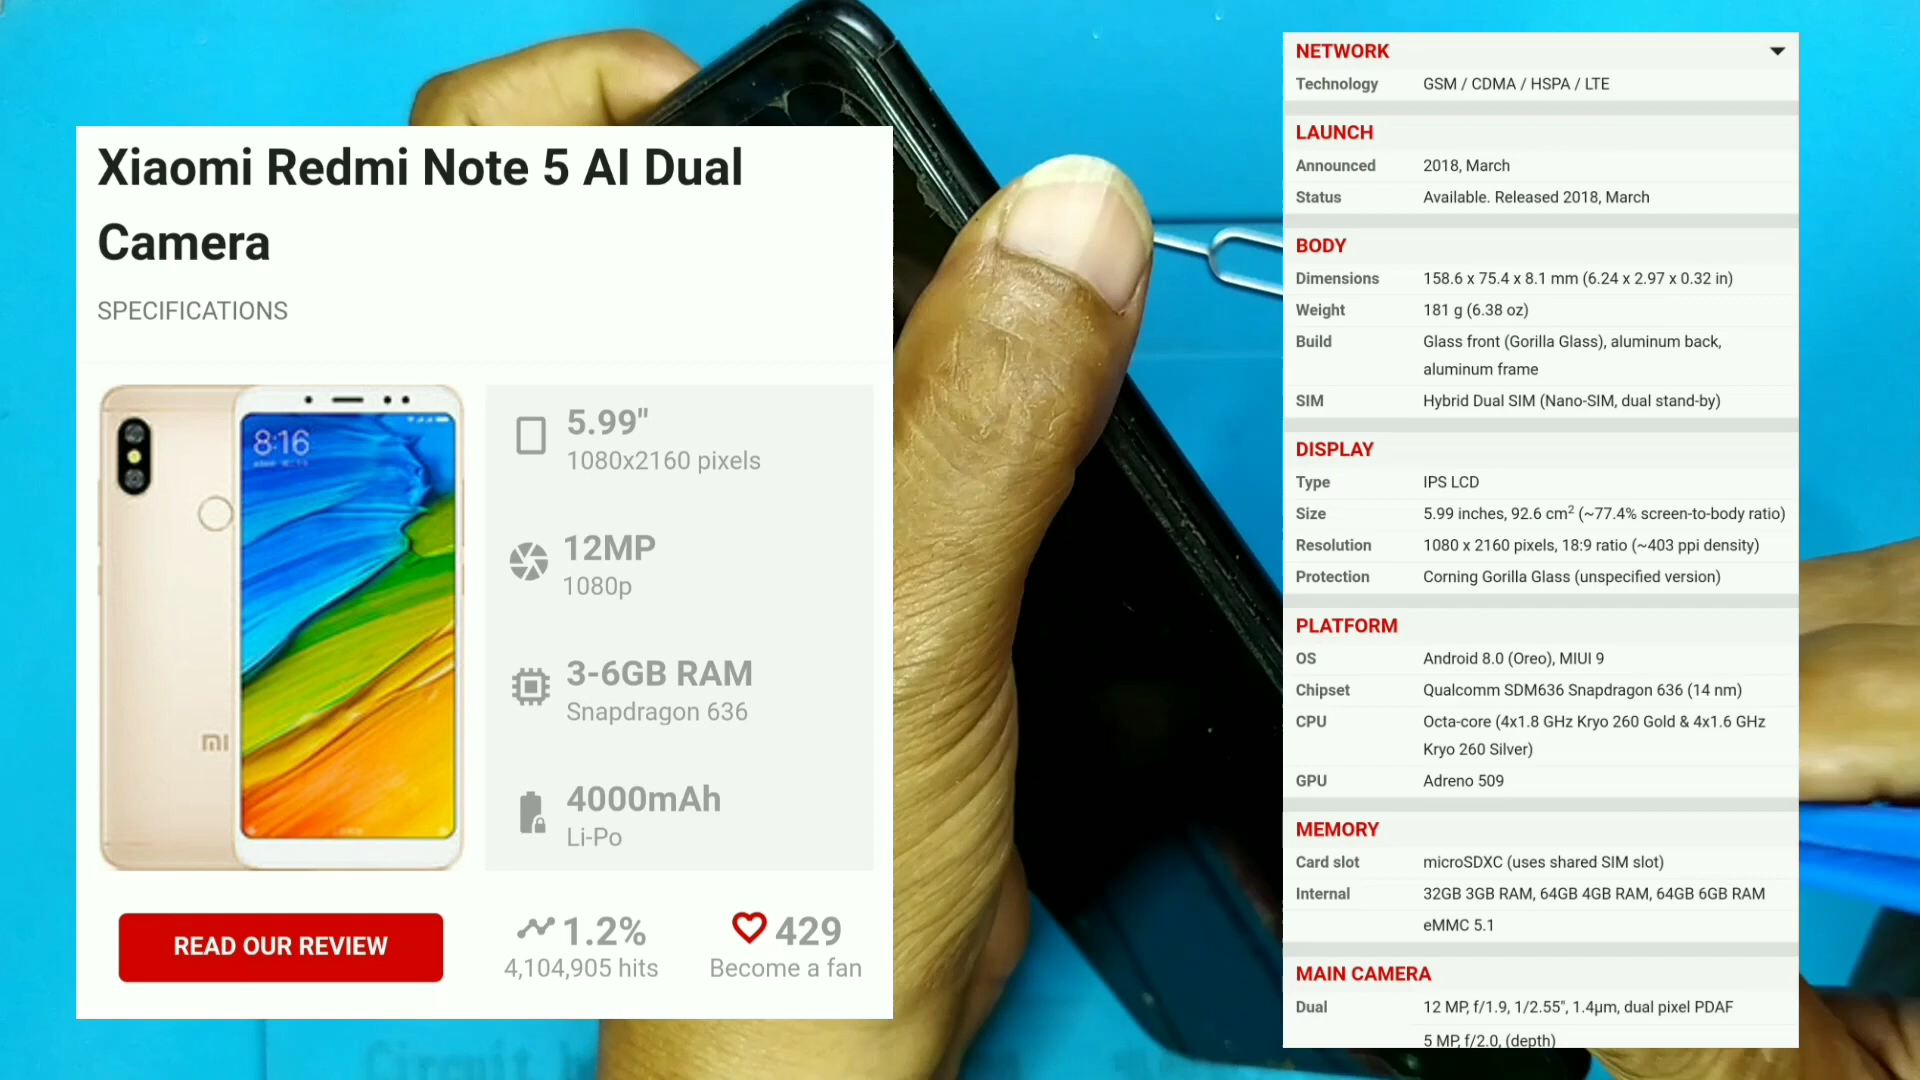 Xiaomi Redmi Note 5 AI Dual
Camera
SPECIFICATIONS
8:16
mi
5.99"
1080x2160 pixels
12MP
1080p
3-6GB RAM
Snapdragon 636
4000mAh
Li-Po
READ OUR REVIEW
1.2%
4,104,905 hits
429
Become a fan
NETWORK
Technology GSM / CDMA / HSPA / LTE
LAUNCH
Announced 2018, March
Status Available. Released 2018, March
BODY
Dimensions 158.6 x 75.4 x 8.1 mm (6.24 x 2.97 x 0.32 in)
Weight 181 g (6.38 oz)
Build Glass front (Gorilla Glass), aluminum back,
aluminum frame
SIM Hybrid Dual SIM (Nano-SIM, dual stand-by)
DISPLAY
Type IPS LCD
Size 5.99 inches, 92.6 cm² (~77.4% screen-to-body ratio)
Resolution 1080 x 2160 pixels, 18:9 ratio (~403 ppi density)
Protection Corning Gorilla Glass (unspecified version)
PLATFORM
OS Android 8.0 (Oreo), MIUI 9
Chipset Qualcomm SDM636 Snapdragon 636 (14 nm)
CPU Octa-core (4x1.8 GHz Kryo 260 Gold & 4x1.6 GHz
Kryo 260 Silver)
GPU Adreno 509
MEMORY
Card slot microSDXC (uses shared SIM slot)
Internal 32GB 3GB RAM, 64GB 4GB RAM, 64GB 6GB RAM
eMMC 5.1
MAIN CAMERA
Dual 12 MP, f/1.9, 1/2.55", 1.4µm, dual pixel PDAF
5 MP, f/2.0, (depth)
Circuit